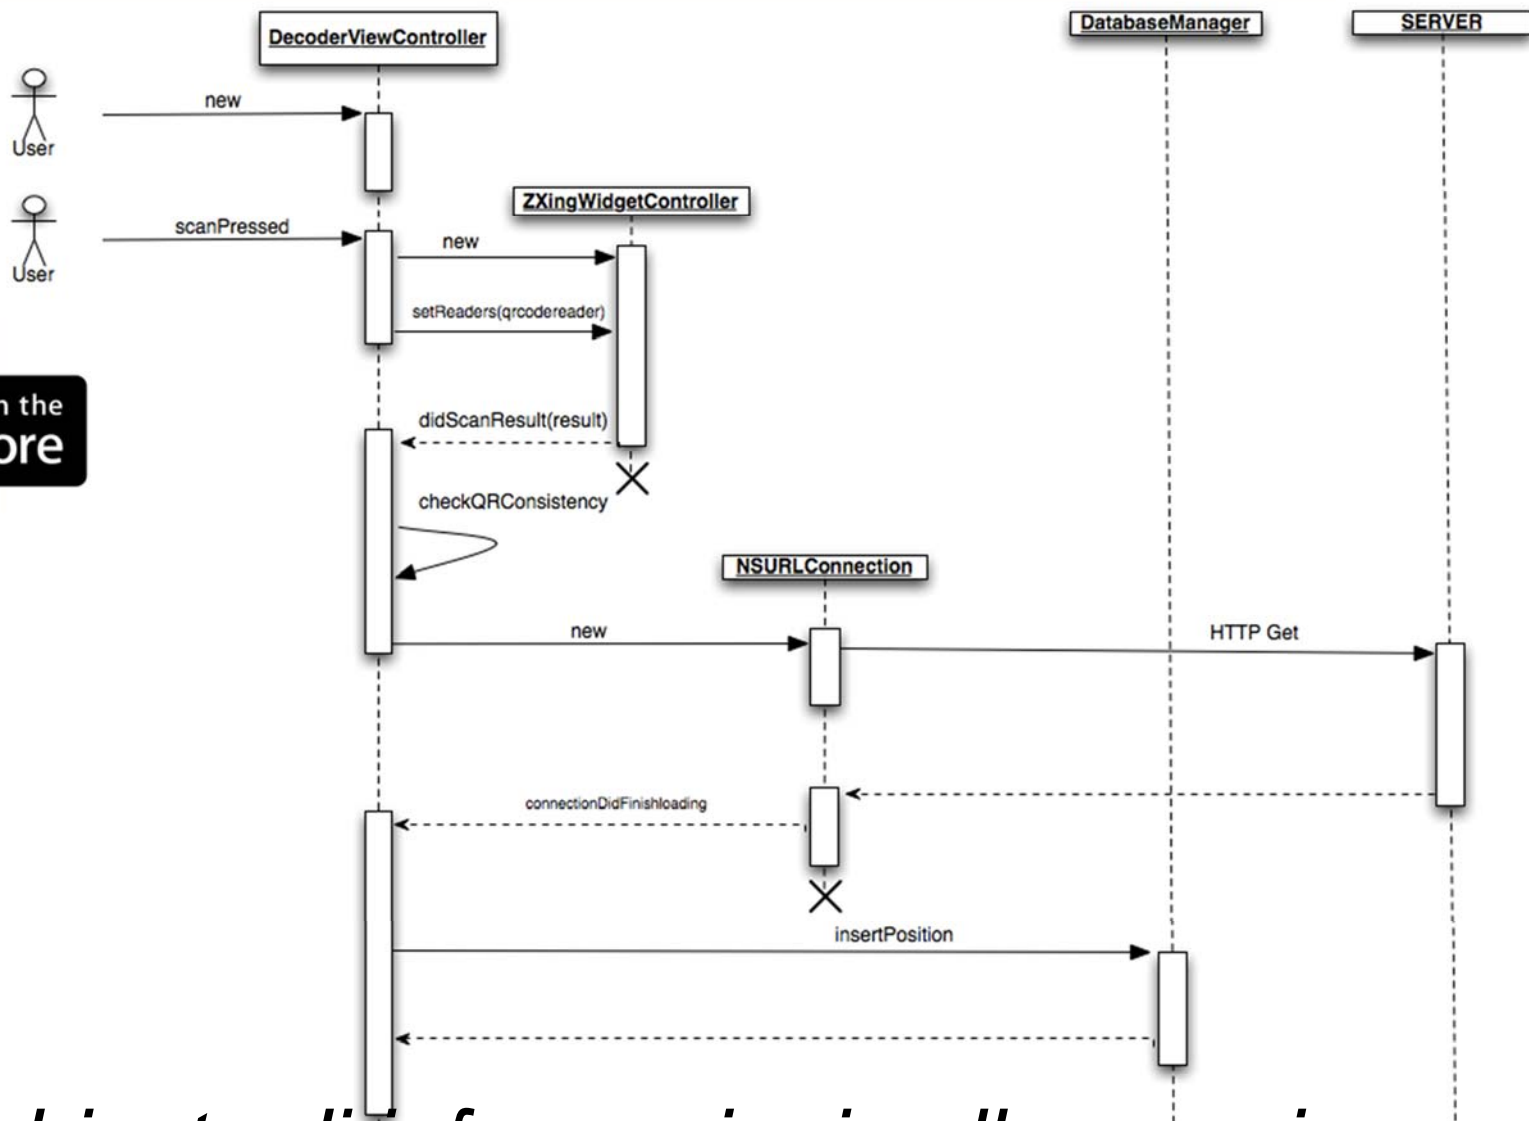 DecoderViewController
DatabaseManager
SERVER
new
User
ZXingWidgetController
scanPressed
new
User
setReaders(qrcodereader)
n the
ore
didScanResult(result)
checkQRConsistency
NSURLConnection
new
HTTP Get
connectionDidFinishloading
insertPosition